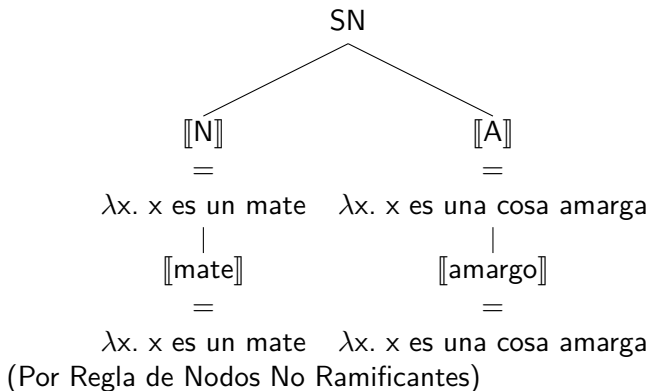 SN
⟦N⟧ ⟦A⟧
= =
λx. x es un mate λx. x es una cosa amarga
⟦mate⟧ ⟦amargo⟧
= =
λx. x es un mate λx. x es una cosa amarga
(Por Regla de Nodos No Ramificantes)